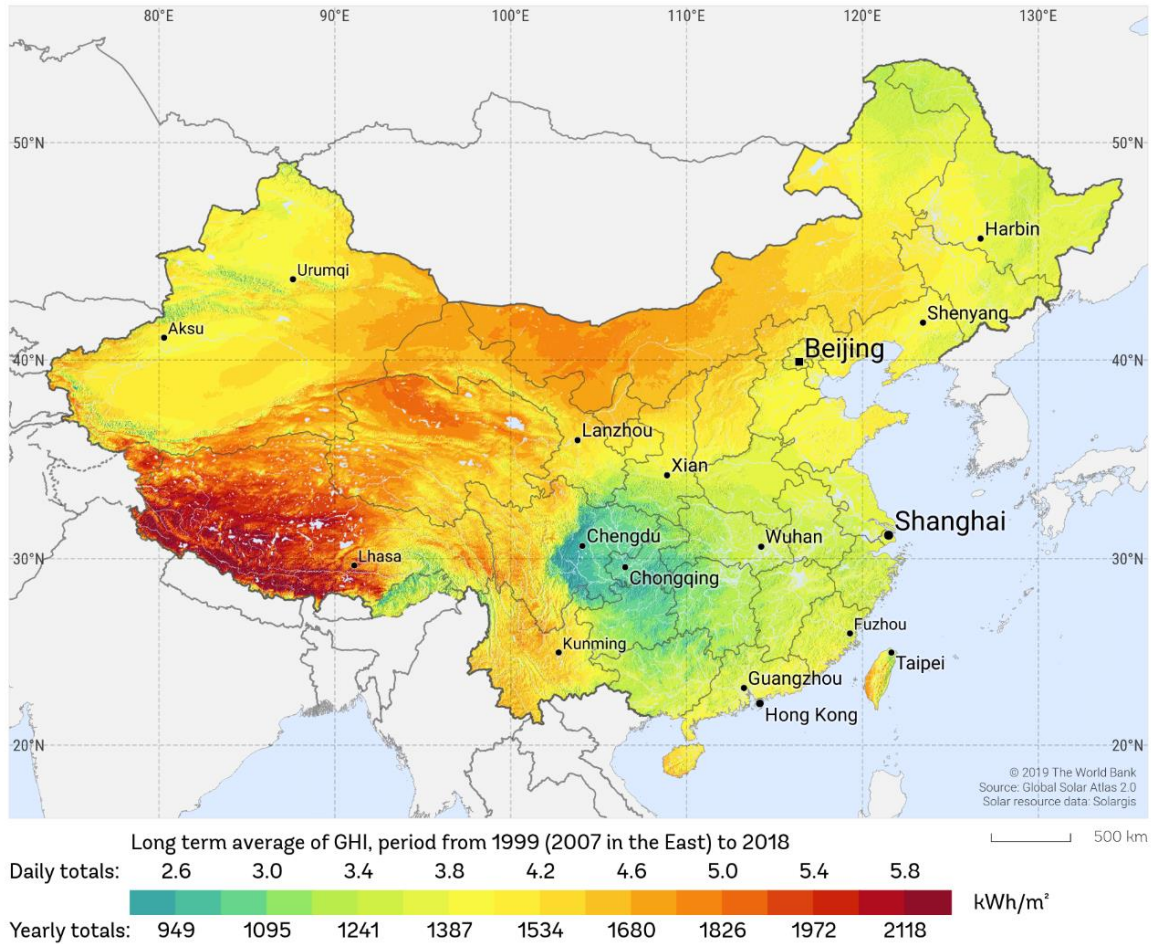 80°E 90°E 100°E 110°E 120°E 130°E
50°N 50°N
Harbin
Urumqi
Shenyang
Aksu
40°N Beijing 40°N
Lanzhou
Xian
Shanghai
Chengdu Wuhan
30°N Lhasa 30°N
Chongqing
Fuzhou
Kunming
Taipei
Guangzhou
Hong Kong
20°N 20°N
© 2019 The World Bank
Source: Global Solar Atlas 2.0
Solar resource data: Solargis
Long term average of GHI, period from 1999 (2007 in the East) to 2018 500 km
Daily totals: 2.6 3.0 3.4 3.8 4.2 4.6 5.0 5.4 5.8
kWh/m²
Yearly totals: 949 1095 1241 1387 1534 1680 1826 1972 2118